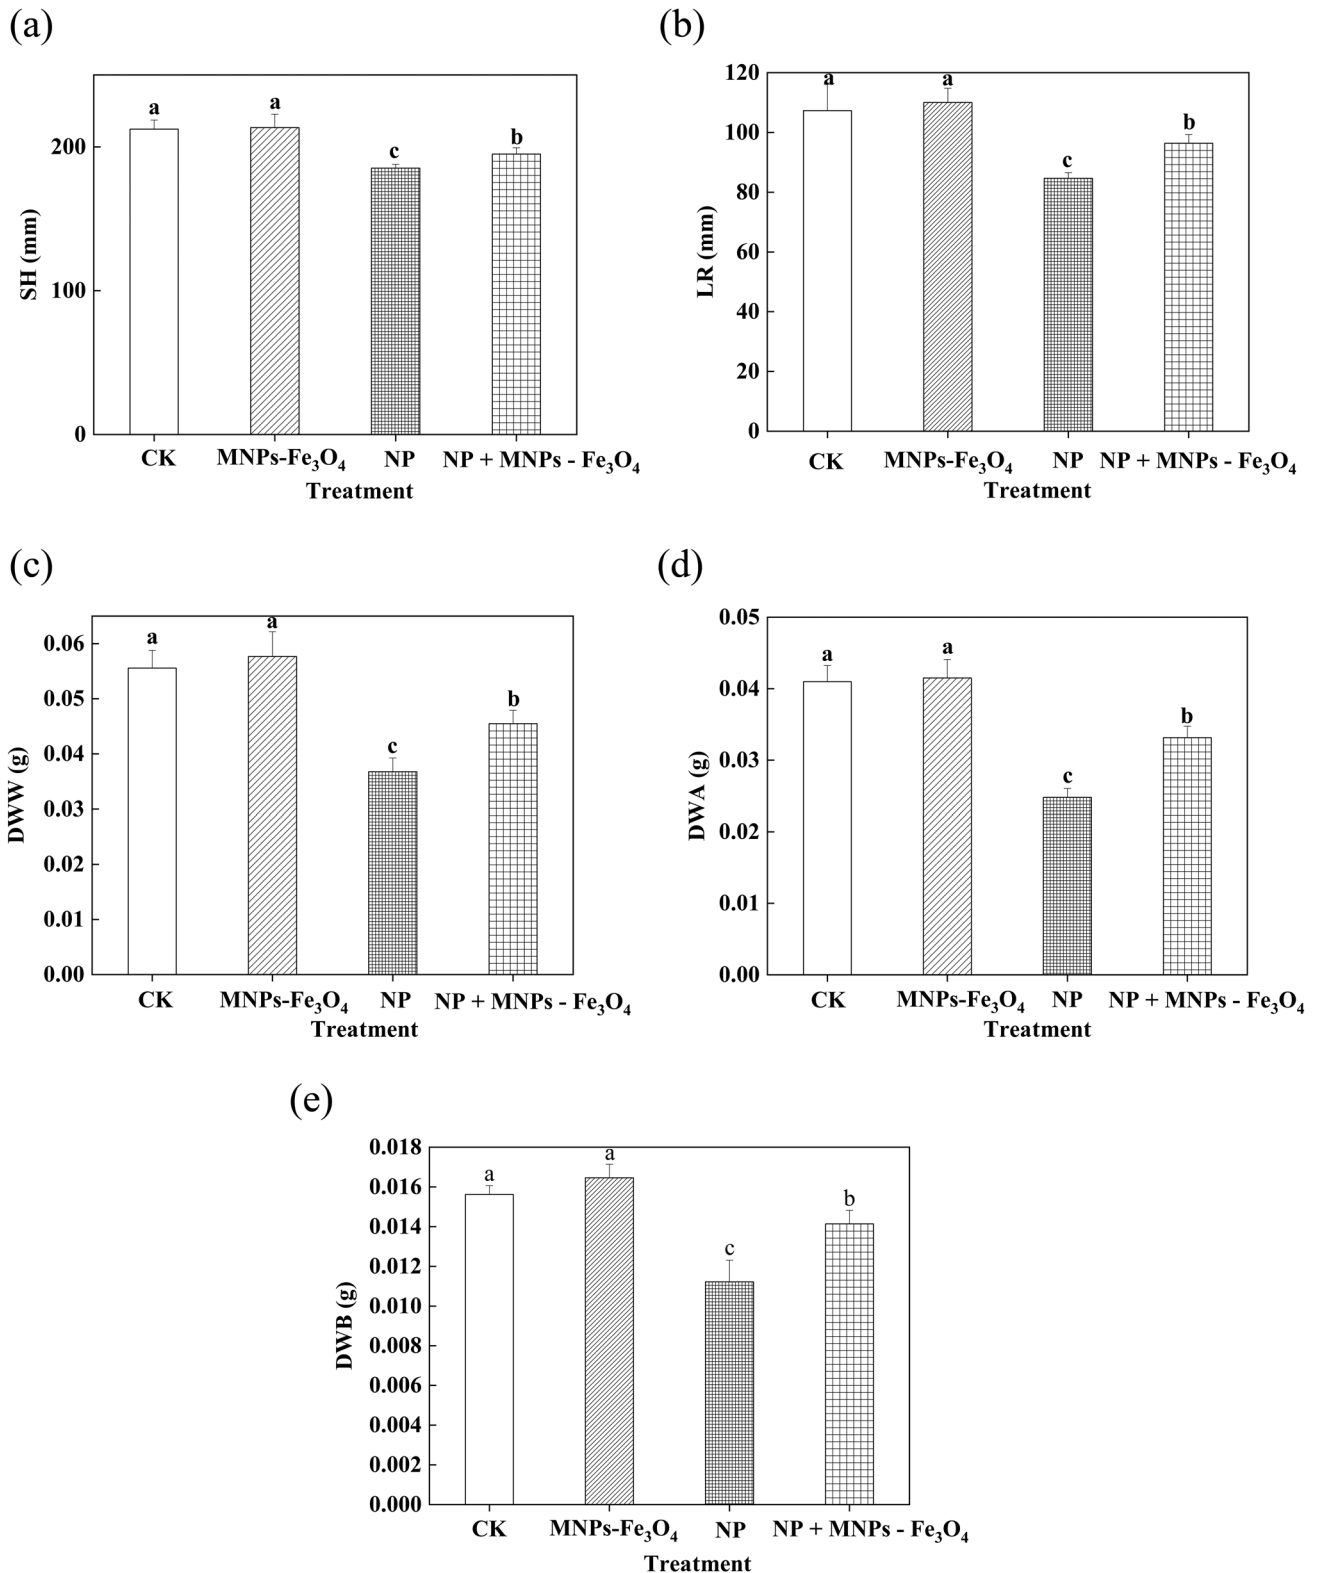 (a)
a
a
c
b
200
100
0
SH (mm)
CK
MNPs-Fe₃O₄
NP
NP + MNPs - Fe₃O₄
Treatment
(b)
a
a
c
b
120
100
80
60
40
20
0
LR (mm)
CK
MNPs-Fe₃O₄
NP
NP + MNPs - Fe₃O₄
Treatment
(c)
a
a
c
b
0.06
0.05
0.04
0.03
0.02
0.01
0.00
DWW (g)
CK
MNPs-Fe₃O₄
NP
NP + MNPs - Fe₃O₄
Treatment
(d)
a
a
c
b
0.05
0.04
0.03
0.02
0.01
0.00
DWA (g)
CK
MNPs-Fe₃O₄
NP
NP + MNPs - Fe₃O₄
Treatment
(e)
a
a
c
b
0.018
0.016
0.014
0.012
0.010
0.008
0.006
0.004
0.002
0.000
DWB (g)
CK
MNPs-Fe₃O₄
NP
NP + MNPs - Fe₃O₄
Treatment